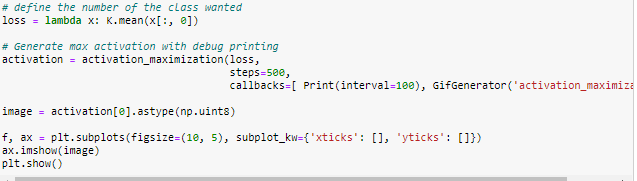 # define the number of the class wanted
loss = lambda x: K.mean(x[:, 0])
# Generate max activation with debug printing
activation = activation_maximization(loss,
steps=500,
callbacks=[ Print(interval=100), GifGenerator('activation_maximiza
image = activation[0].astype(np.uint8)
f, ax = plt.subplots(figsize=(10, 5), subplot_kw={'xticks': [], 'yticks': []})
ax.imshow(image)
plt.show()